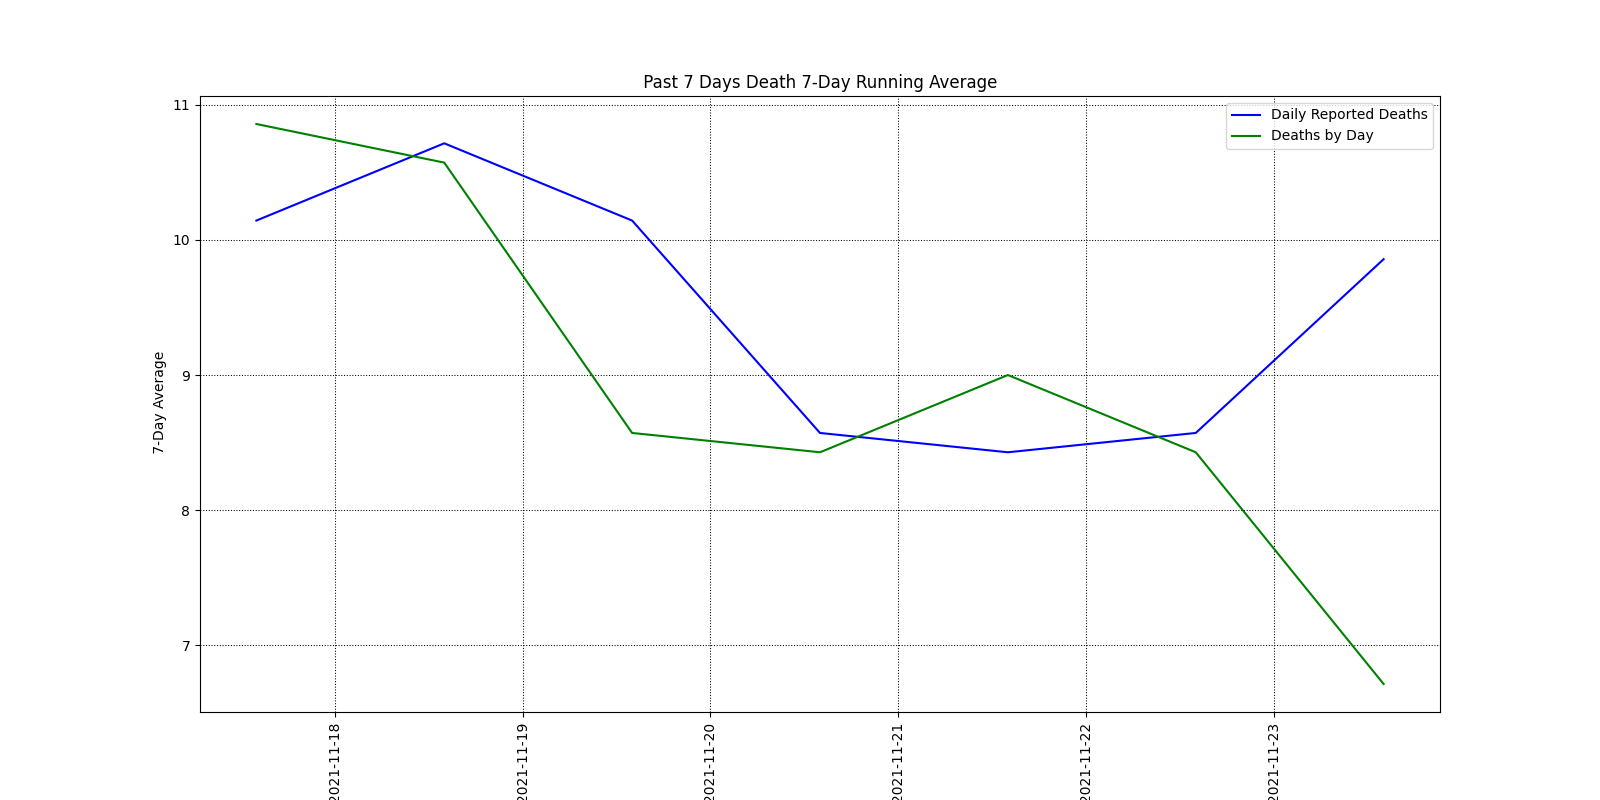 Past 7 Days Death 7-Day Running Average
Daily Reported Deaths
Deaths by Day
7-Day Average
11
10
9
8
7
2021-11-18
2021-11-19
2021-11-20
2021-11-21
2021-11-22
2021-11-23